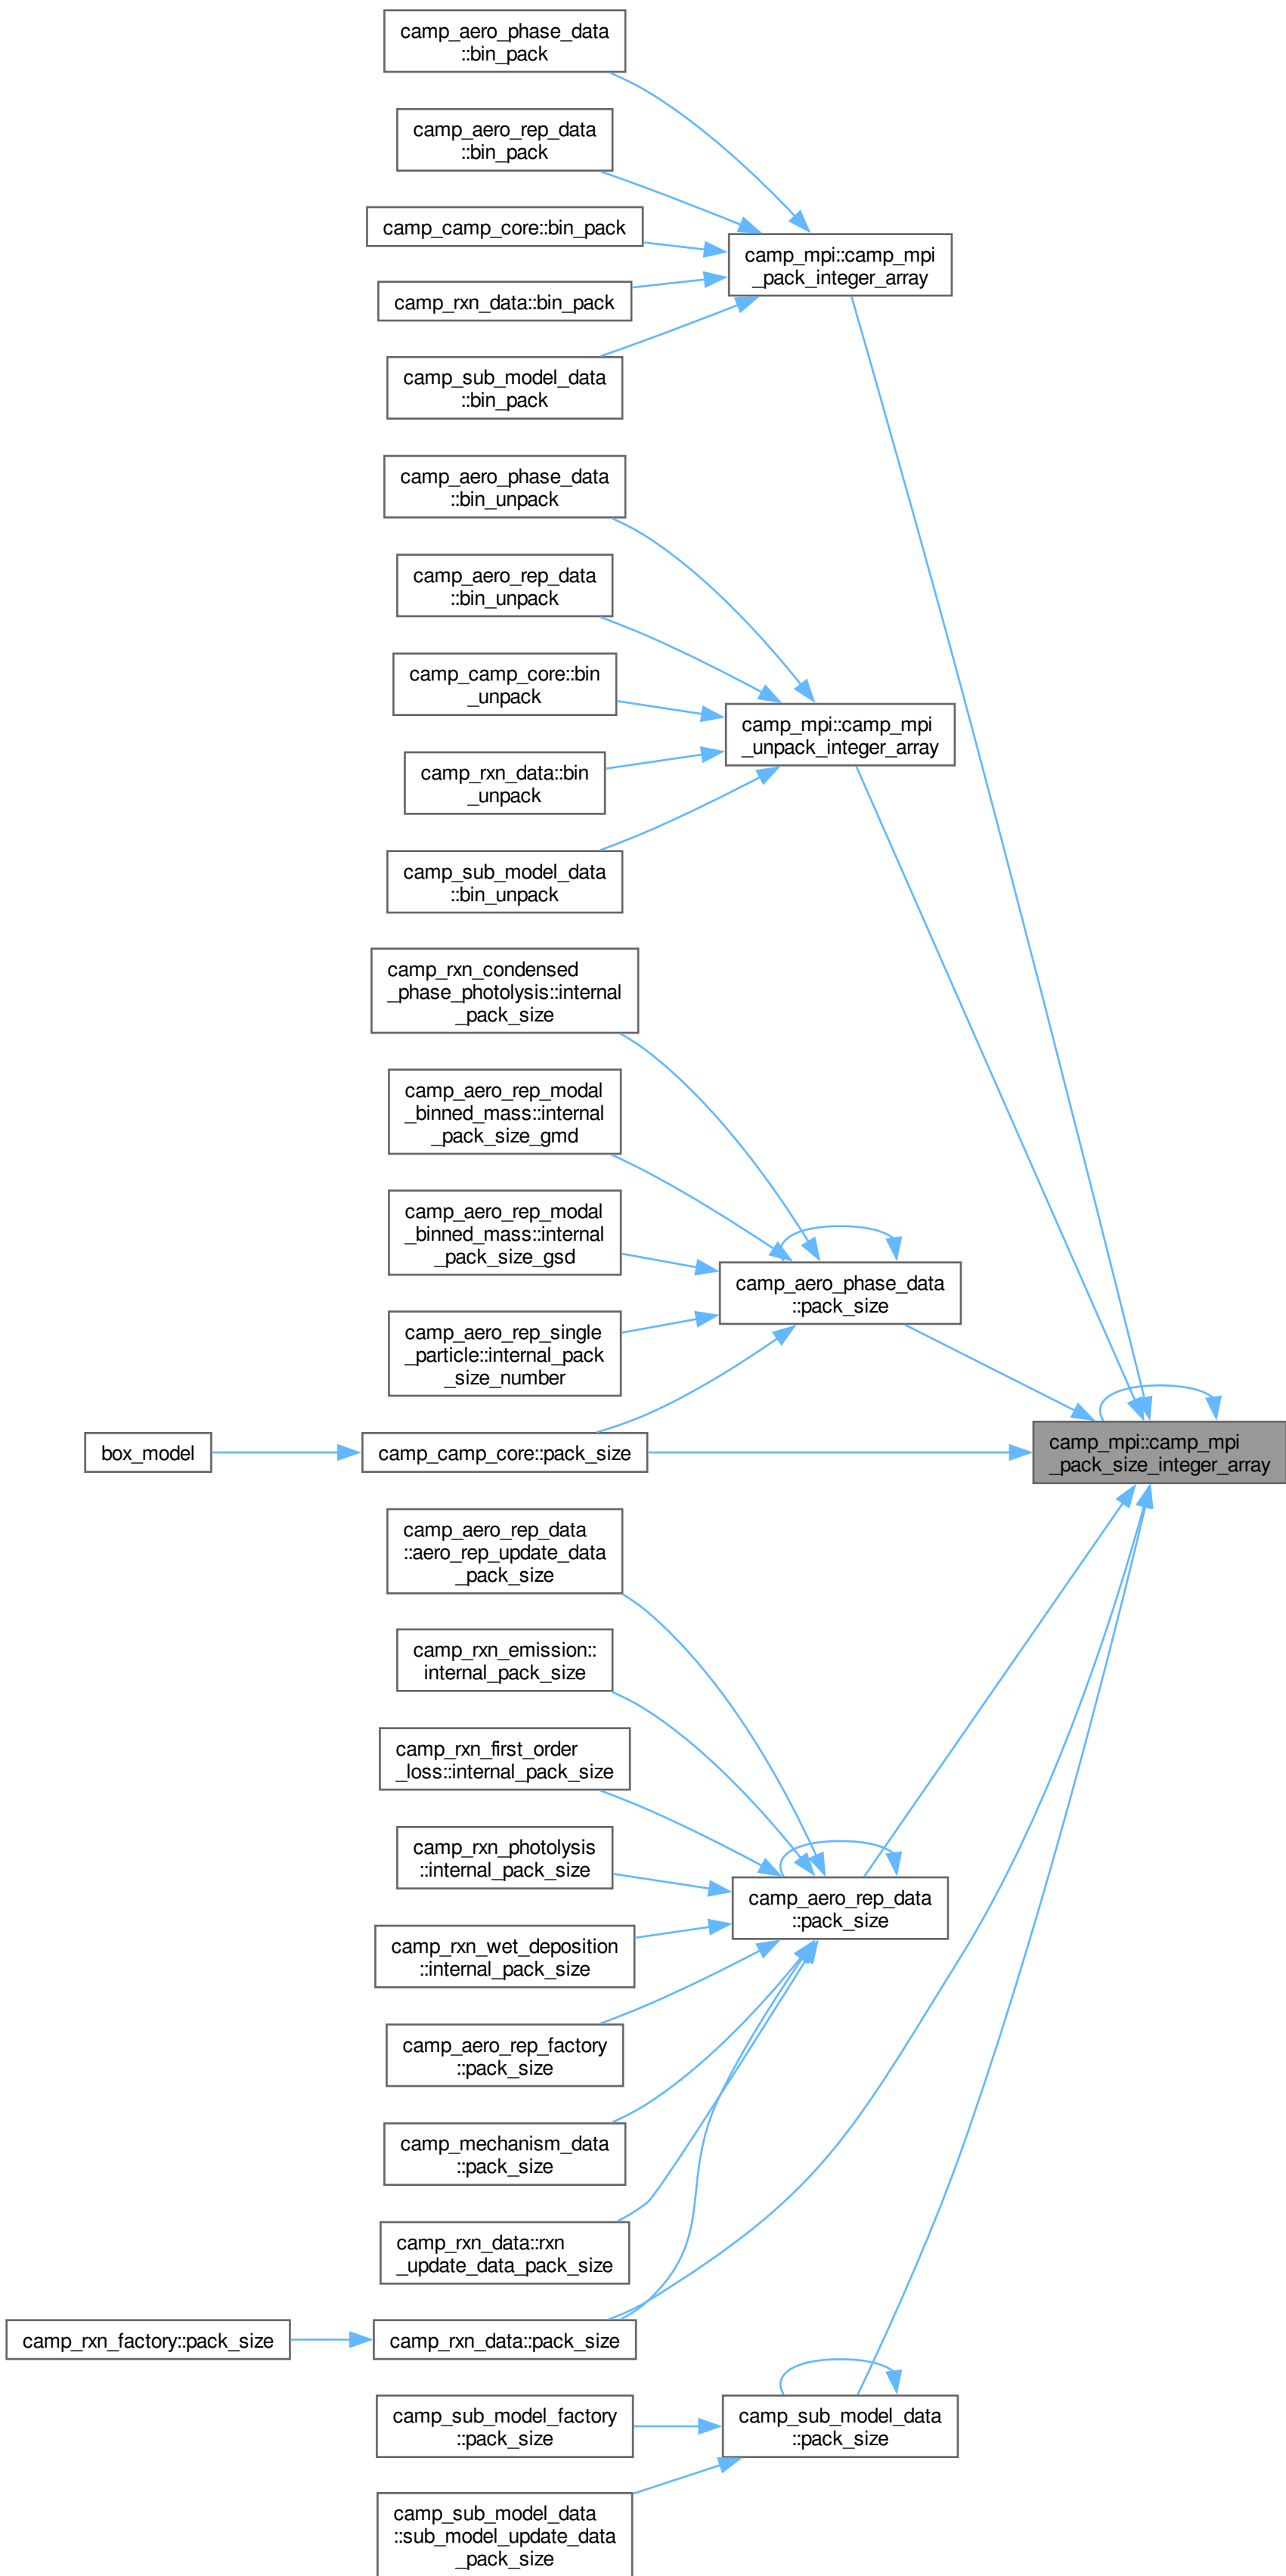 camp_aero_phase_data
::bin_pack
camp_aero_rep_data
::bin_pack
camp_camp_core::bin_pack
camp_rxn_data::bin_pack
camp_sub_model_data
::bin_pack
camp_mpi::camp_mpi
_pack_integer_array
camp_aero_phase_data
::bin_unpack
camp_aero_rep_data
::bin_unpack
camp_camp_core::bin
_unpack
camp_rxn_data::bin
_unpack
camp_sub_model_data
::bin_unpack
camp_mpi::camp_mpi
_unpack_integer_array
camp_rxn_condensed
_phase_photolysis::internal
_pack_size
camp_aero_rep_modal
_binned_mass::internal
_pack_size_gmd
camp_aero_rep_modal
_binned_mass::internal
_pack_size_gsd
camp_aero_rep_single
_particle::internal_pack
_size_number
camp_aero_phase_data
::pack_size
box_model
camp_camp_core::pack_size
camp_mpi::camp_mpi
_pack_size_integer_array
camp_aero_rep_data
::aero_rep_update_data
_pack_size
camp_rxn_emission::
internal_pack_size
camp_rxn_first_order
_loss::internal_pack_size
camp_rxn_photolysis
::internal_pack_size
camp_rxn_wet_deposition
::internal_pack_size
camp_aero_rep_data
::pack_size
camp_aero_rep_factory
::pack_size
camp_mechanism_data
::pack_size
camp_rxn_data::rxn
_update_data_pack_size
camp_rxn_factory::pack_size
camp_rxn_data::pack_size
camp_sub_model_factory
::pack_size
camp_sub_model_data
::pack_size
camp_sub_model_data
::sub_model_update_data
_pack_size